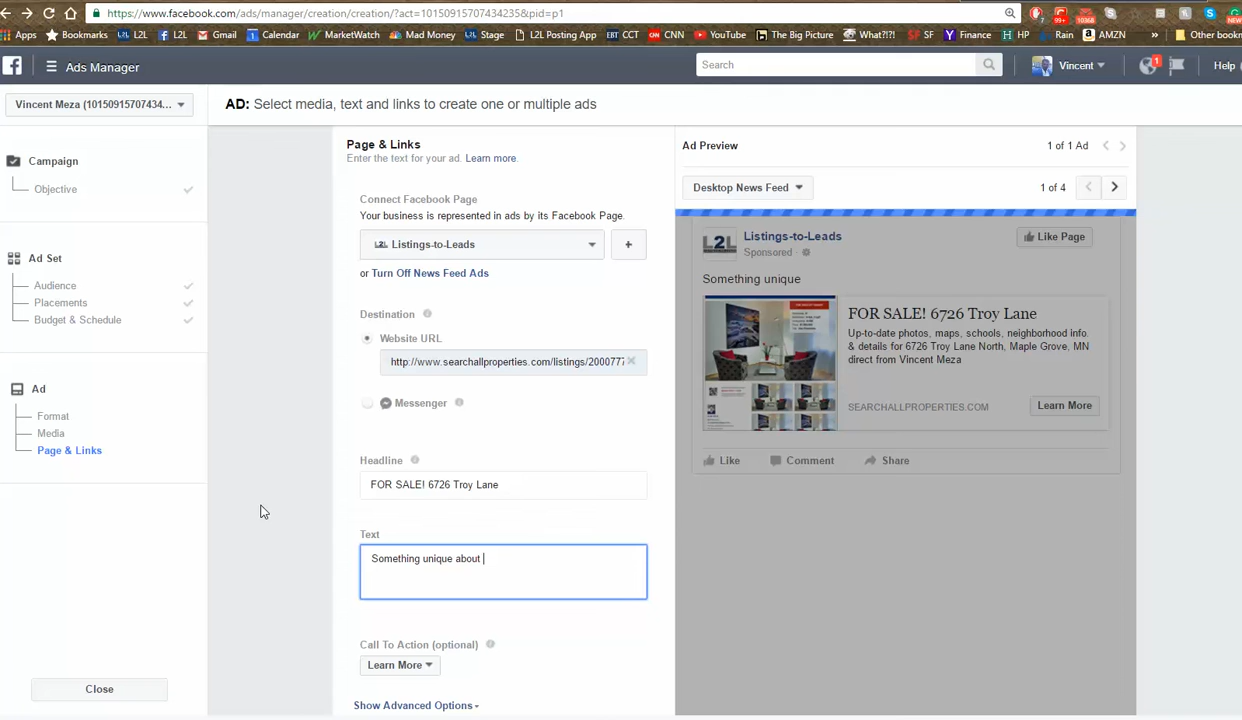 https://www.facebook.com/ads/manager/creation/creation/?act=10150915707434235&pid=p1
7 99+ 10368 NEW
Apps Bookmarks L2L L2L Gmail Calendar MarketWatch Mad Money Stage L2L Posting App EBT CCT CNN YouTube The Big Picture What?!?! SF SF Finance HP Rain AMZN » Other bookm
Ads Manager Search Vincent 1 Help
Vincent Meza (10150915707434...
AD: Select media, text and links to create one or multiple ads
Campaign
Objective
Ad Set
Audience
Placements
Budget & Schedule
Ad
Format
Media
Page & Links
Close
Page & Links
Enter the text for your ad. Learn more.
Connect Facebook Page
Your business is represented in ads by its Facebook Page.
L2L Listings-to-Leads +
or Turn Off News Feed Ads
Destination
Website URL
http://www.searchallproperties.com/listings/2000777
Messenger
Headline
FOR SALE! 6726 Troy Lane
Text
Something unique about
Call To Action (optional)
Learn More
Show Advanced Options
Ad Preview 1 of 1 Ad
Desktop News Feed 1 of 4
L2L Listings-to-Leads Like Page
Sponsored
Something unique
FOR SALE! 6726 Troy Lane
Up-to-date photos, maps, schools, neighborhood info.
& details for 6726 Troy Lane North, Maple Grove. MN
direct from Vincent Meza
SEARCHALLPROPERTIES.COM Learn More
Like Comment Share